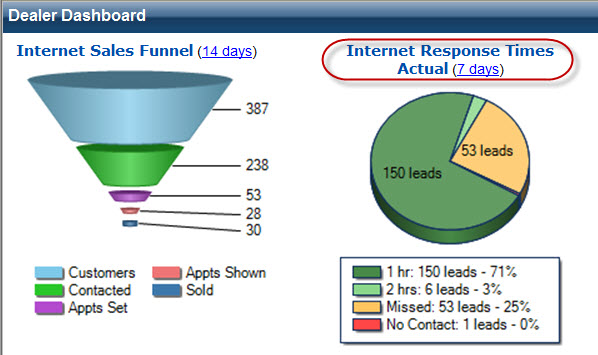 Dealer Dashboard
Internet Sales Funnel (14 days)
387
238
53
28
30
Customers
Contacted
Appts Set
Appts Shown
Sold
Internet Response Times
Actual (7 days)
53 leads
150 leads
1 hr: 150 leads - 71%
2 hrs: 6 leads - 3%
Missed: 53 leads - 25%
No Contact: 1 leads - 0%